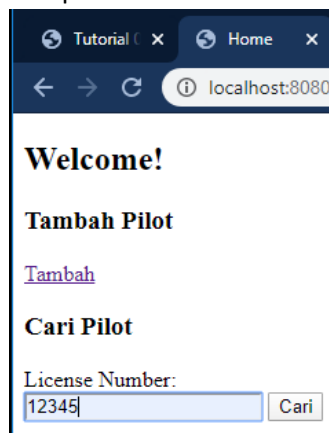 Tutorial
Home
localhost:8080
Welcome!
Tambah Pilot
Tambah
Cari Pilot
License Number:
12345
Cari